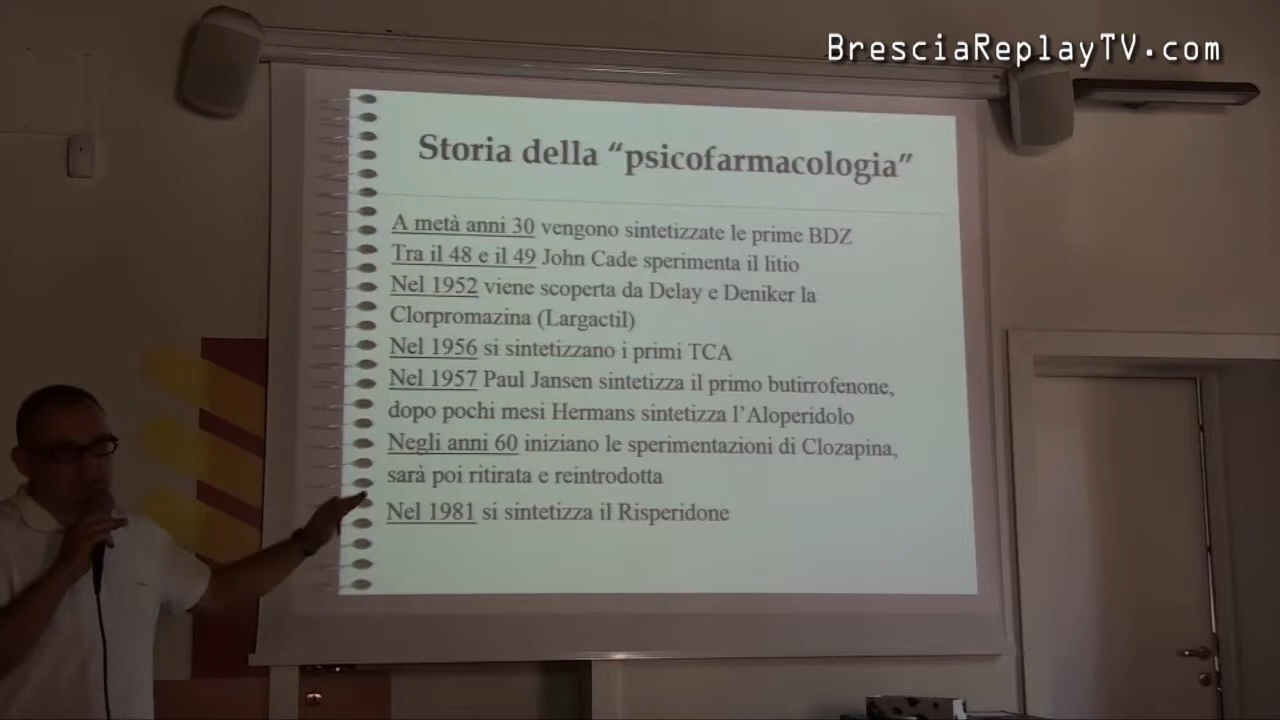 BresciaReplayTV.com
Storia della “psicofarmacologia”
A metà anni 30 vengono sintetizzate le prime BDZ
Tra il 48 e il 49 John Cade sperimenta il litio
Nel 1952 viene scoperta da Delay e Deniker la
Clorpromazina (Largactil)
Nel 1956 si sintetizzano i primi TCA
Nel 1957 Paul Jansen sintetizza il primo butirrofenone,
dopo pochi mesi Hermans sintetizza l’Aloperidolo
Negli anni 60 iniziano le sperimentazioni di Clozapina,
sarà poi ritirata e reintrodotta
Nel 1981 si sintetizza il Risperidone